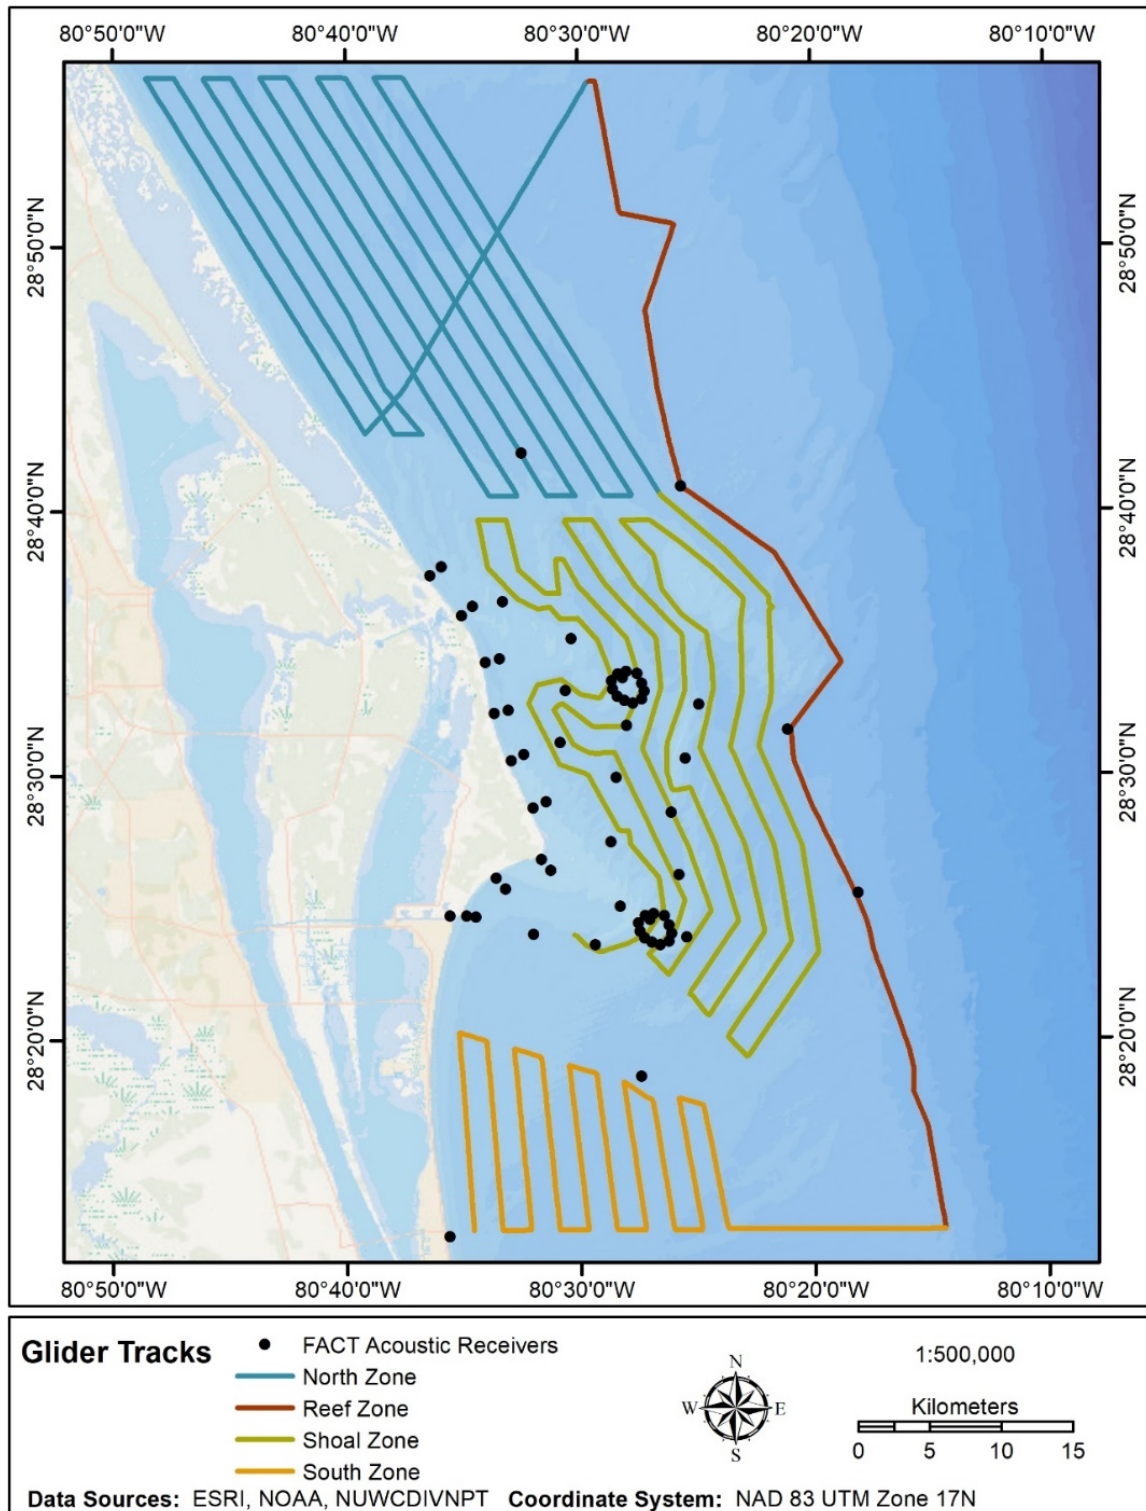 80°50'0"W 80°40'0"W 80°30'0"W 80°20'0"W 80°10'0"W
28°50'0"N 28°50'0"N
28°40'0"N 28°40'0"N
28°30'0"N 28°30'0"N
28°20'0"N 28°20'0"N
80°50'0"W 80°40'0"W 80°30'0"W 80°20'0"W 80°10'0"W
Glider Tracks
FACT Acoustic Receivers
North Zone
Reef Zone
Shoal Zone
South Zone
N
W E
S
1:500,000
Kilometers
0 5 10 15
Data Sources: ESRI, NOAA, NUWCDIVNPT Coordinate System: NAD 83 UTM Zone 17N